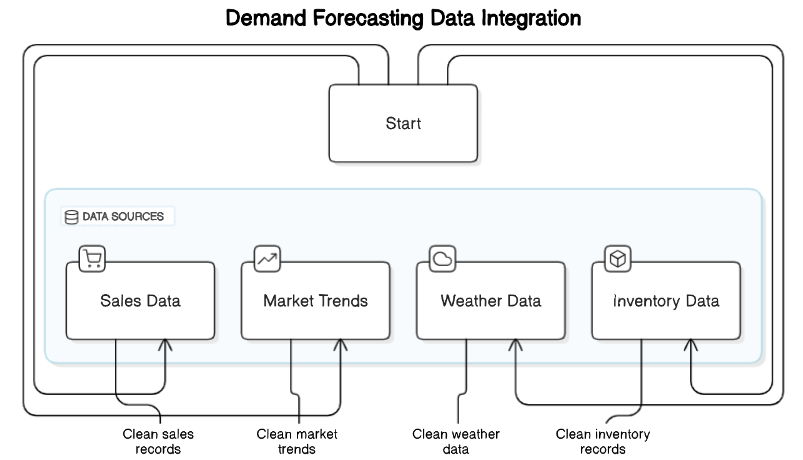 Demand Forecasting Data Integration
Start
DATA SOURCES
Sales Data
Market Trends
Weather Data
Inventory Data
Clean sales
records
Clean market
trends
Clean weather
data
Clean inventory
records